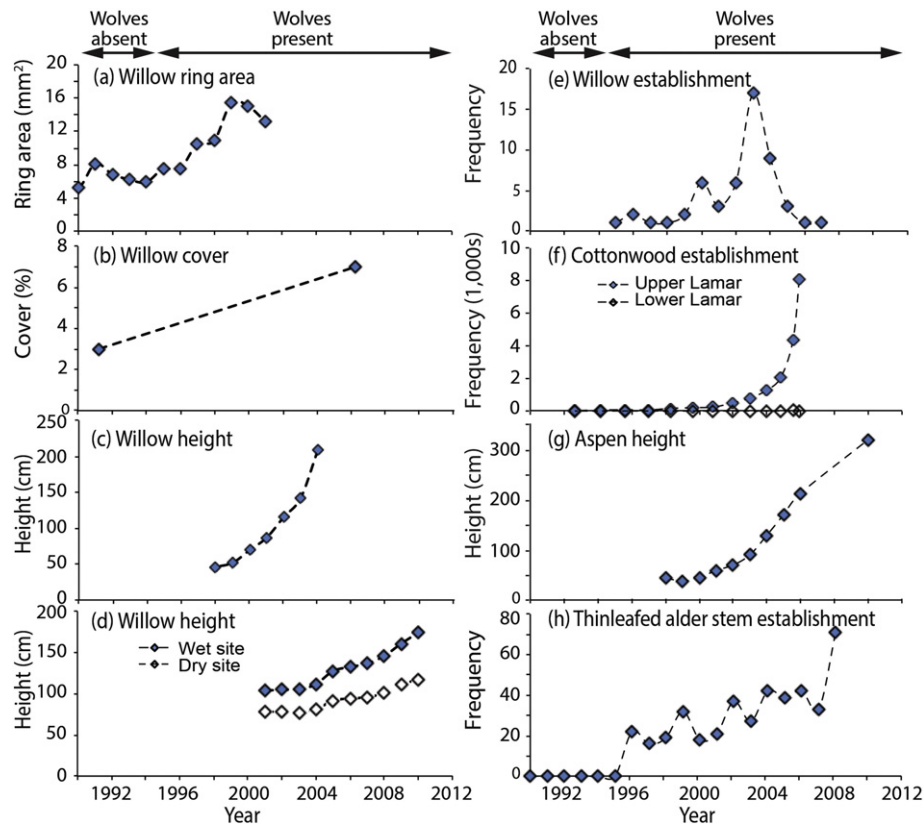 Wolves absent
Wolves present
Wolves absent
Wolves present
(a) Willow ring area
Ring area (mm²)
20
16
12
8
4
0
(b) Willow cover
Cover (%)
8
6
4
2
0
(c) Willow height
Height (cm)
250
200
150
100
50
0
(d) Willow height
Wet site
Dry site
Height (cm)
200
150
100
50
0
1992
1996
2000
2004
2008
2012
Year
(e) Willow establishment
Frequency
20
15
10
5
0
(f) Cottonwood establishment
Upper Lamar
Lower Lamar
Frequency (1,000s)
10
8
6
4
2
0
(g) Aspen height
Height (cm)
300
200
100
0
(h) Thinleafed alder stem establishment
Frequency
80
60
40
20
0
1992
1996
2000
2004
2008
2012
Year